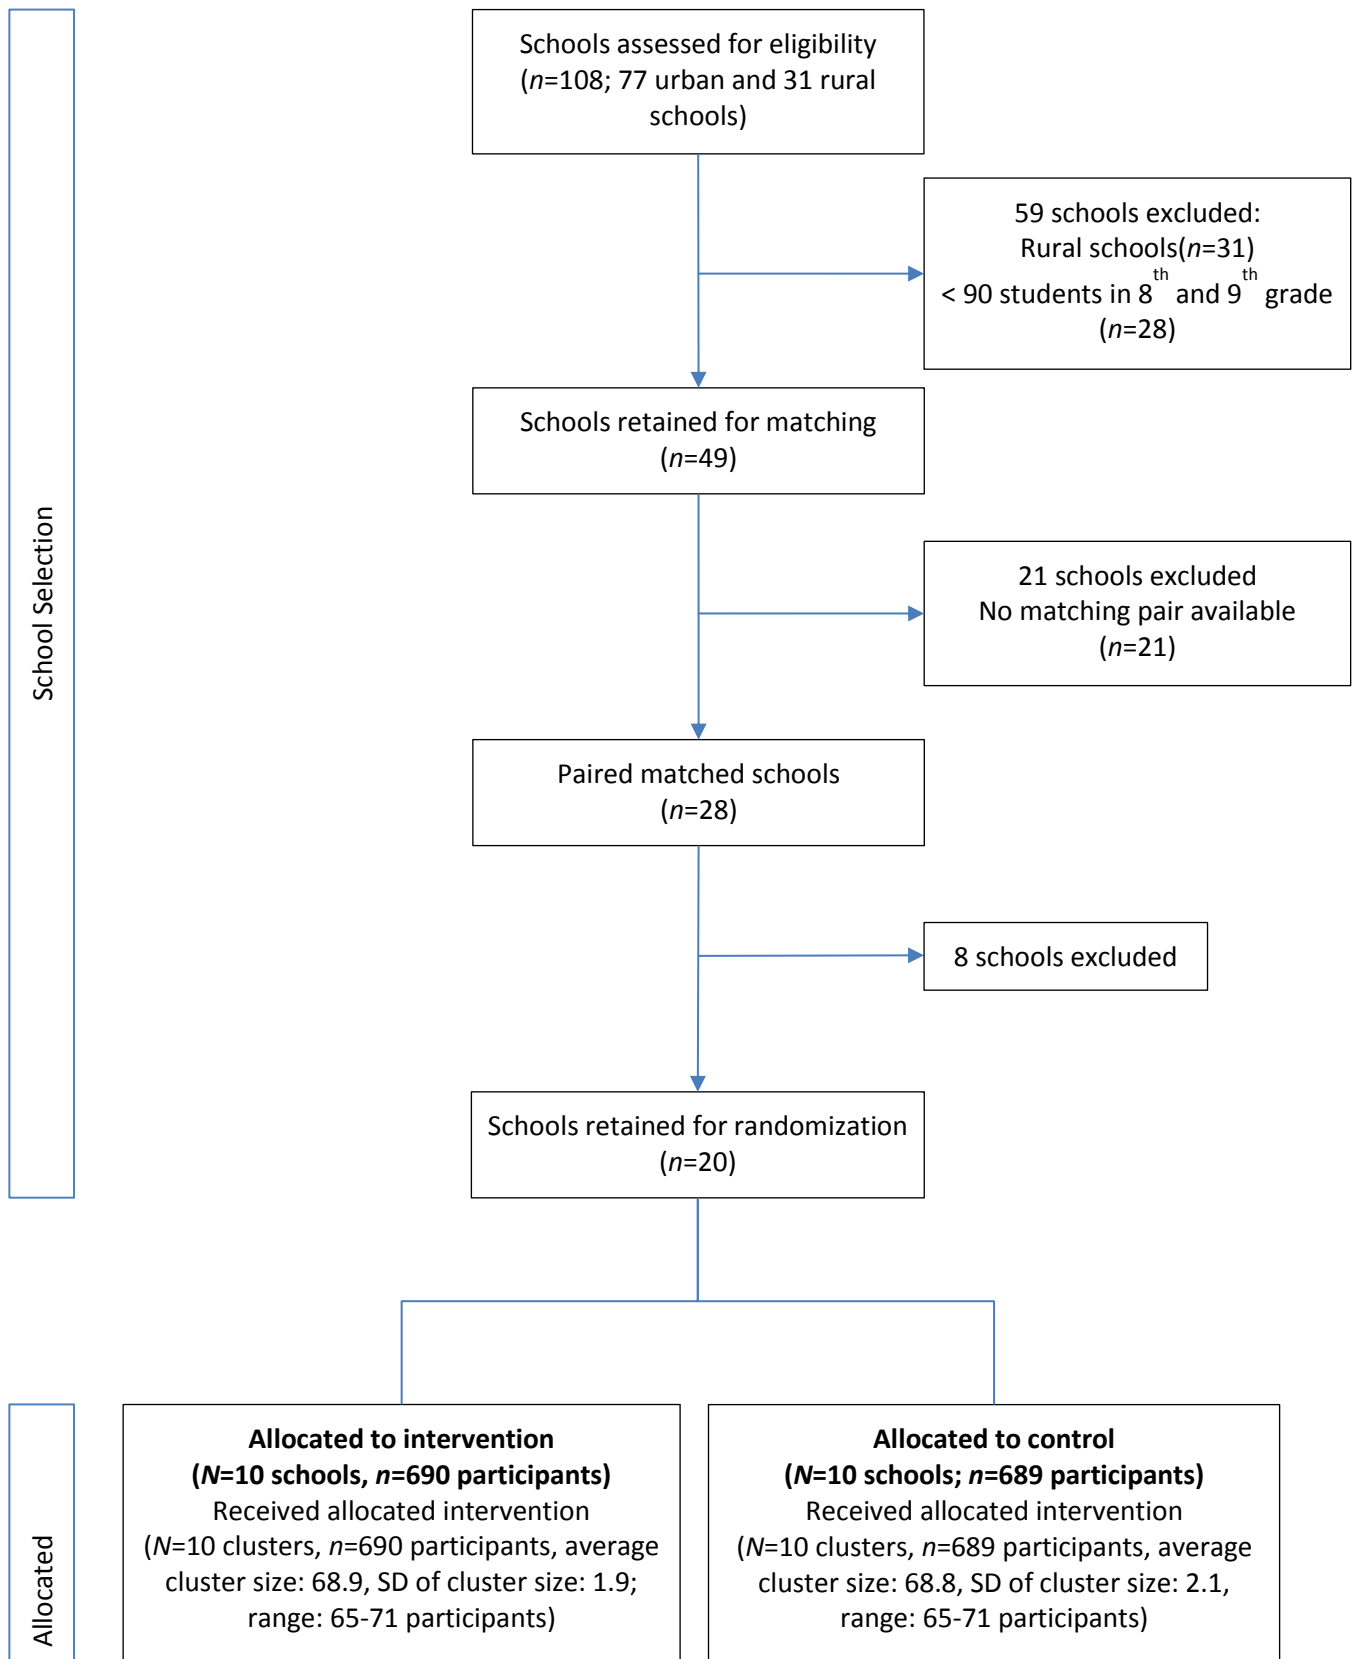 Schools assessed for eligibility
(n=108; 77 urban and 31 rural
schools)
59 schools excluded:
Rural schools(n=31)
< 90 students in 8th and 9th grade
(n=28)
Schools retained for matching
(n=49)
School Selection
21 schools excluded
No matching pair available
(n=21)
Paired matched schools
(n=28)
8 schools excluded
Schools retained for randomization
(n=20)
Allocated
Allocated to intervention
(N=10 schools, n=690 participants)
Received allocated intervention
(N=10 clusters, n=690 participants, average
cluster size: 68.9, SD of cluster size: 1.9;
range: 65-71 participants)
Allocated to control
(N=10 schools; n=689 participants)
Received allocated intervention
(N=10 clusters, n=689 participants, average
cluster size: 68.8, SD of cluster size: 2.1,
range: 65-71 participants)